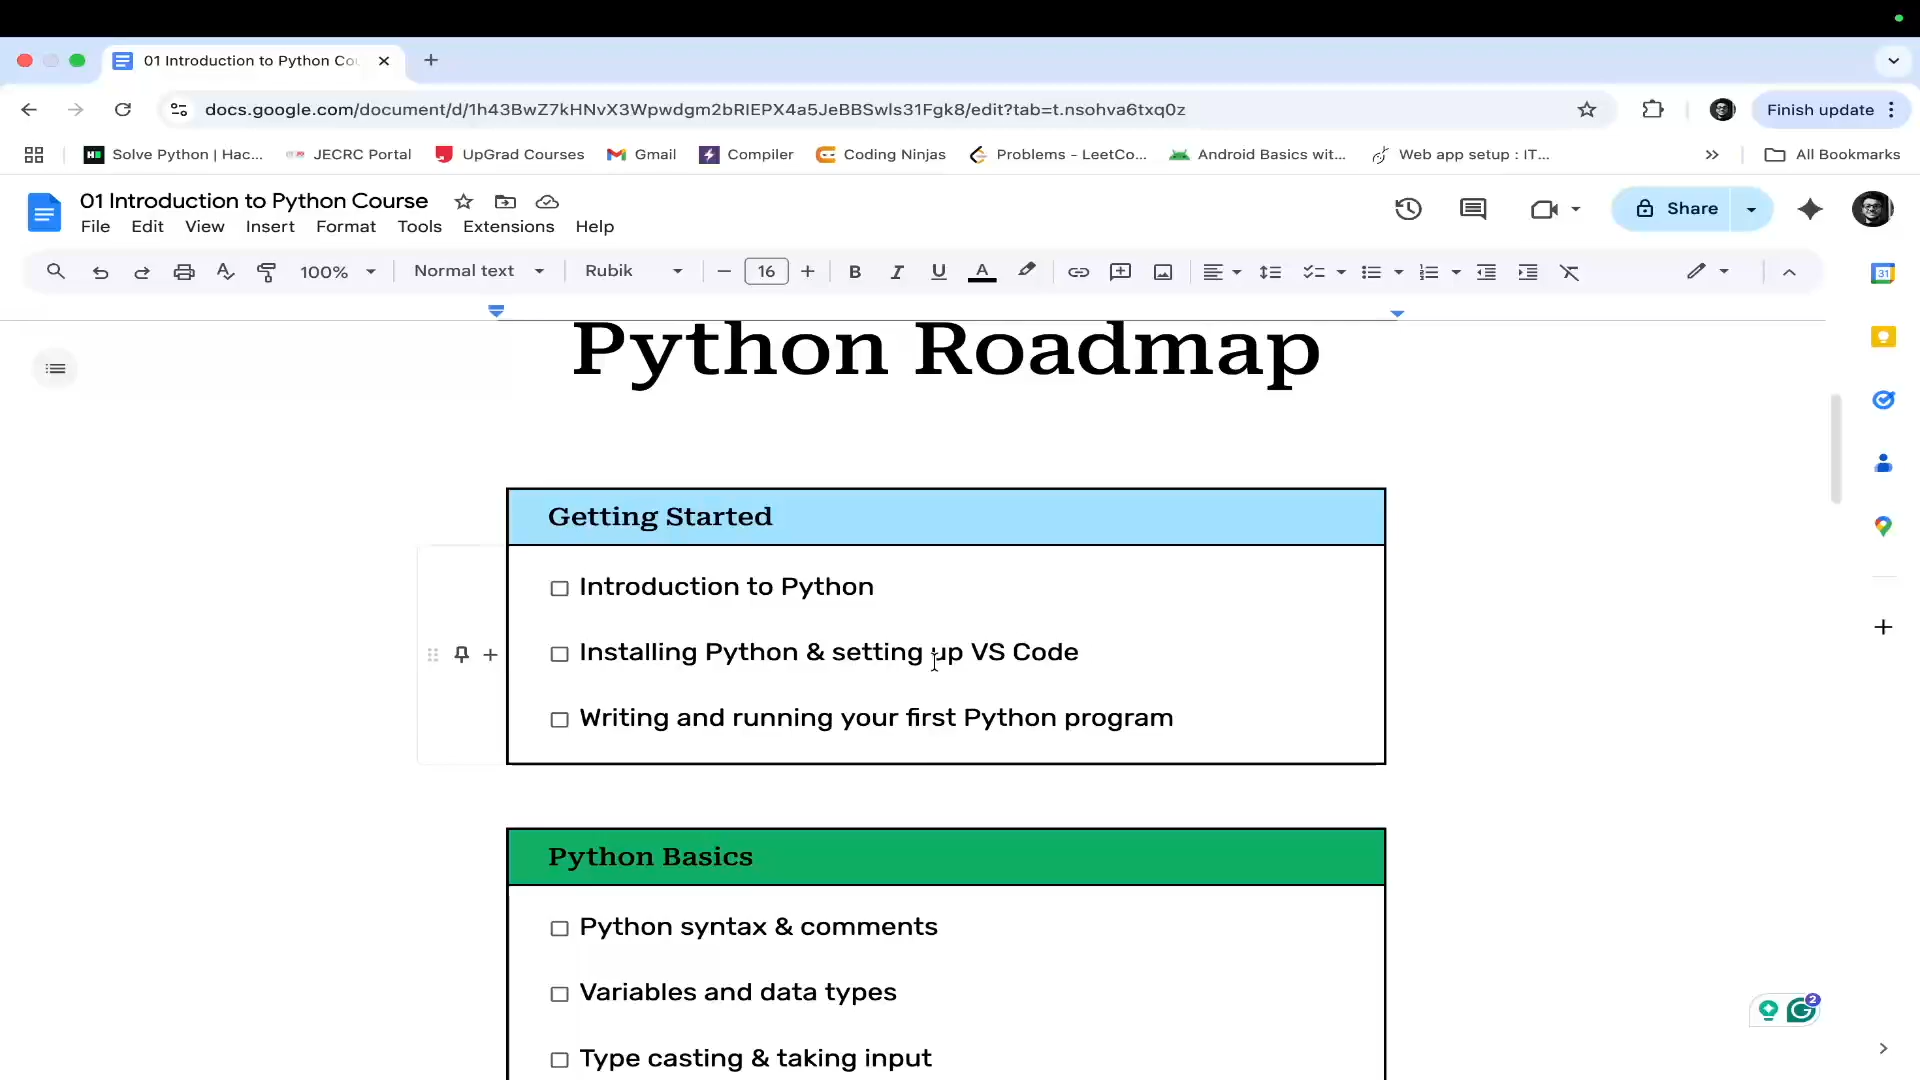 01 Introduction to Python Co
docs.google.com/document/d/1h43BwZ7kHNvX3Wpwdgm2bRlEPX4a5JeBBSwls31Fgk8/edit?tab=t.nsohva6txq0z
Finish update
Solve Python | Hac... JECRC Portal UpGrad Courses Gmail Compiler Coding Ninjas Problems - LeetCo... Android Basics wit... Web app setup : IT... All Bookmarks
01 Introduction to Python Course
Share
File Edit View Insert Format Tools Extensions Help
100% Normal text Rubik 16 B I U A
31
Python Roadmap
Getting Started
Introduction to Python
Installing Python & setting up VS Code
Writing and running your first Python program
Python Basics
Python syntax & comments
Variables and data types
2
Type casting & taking input